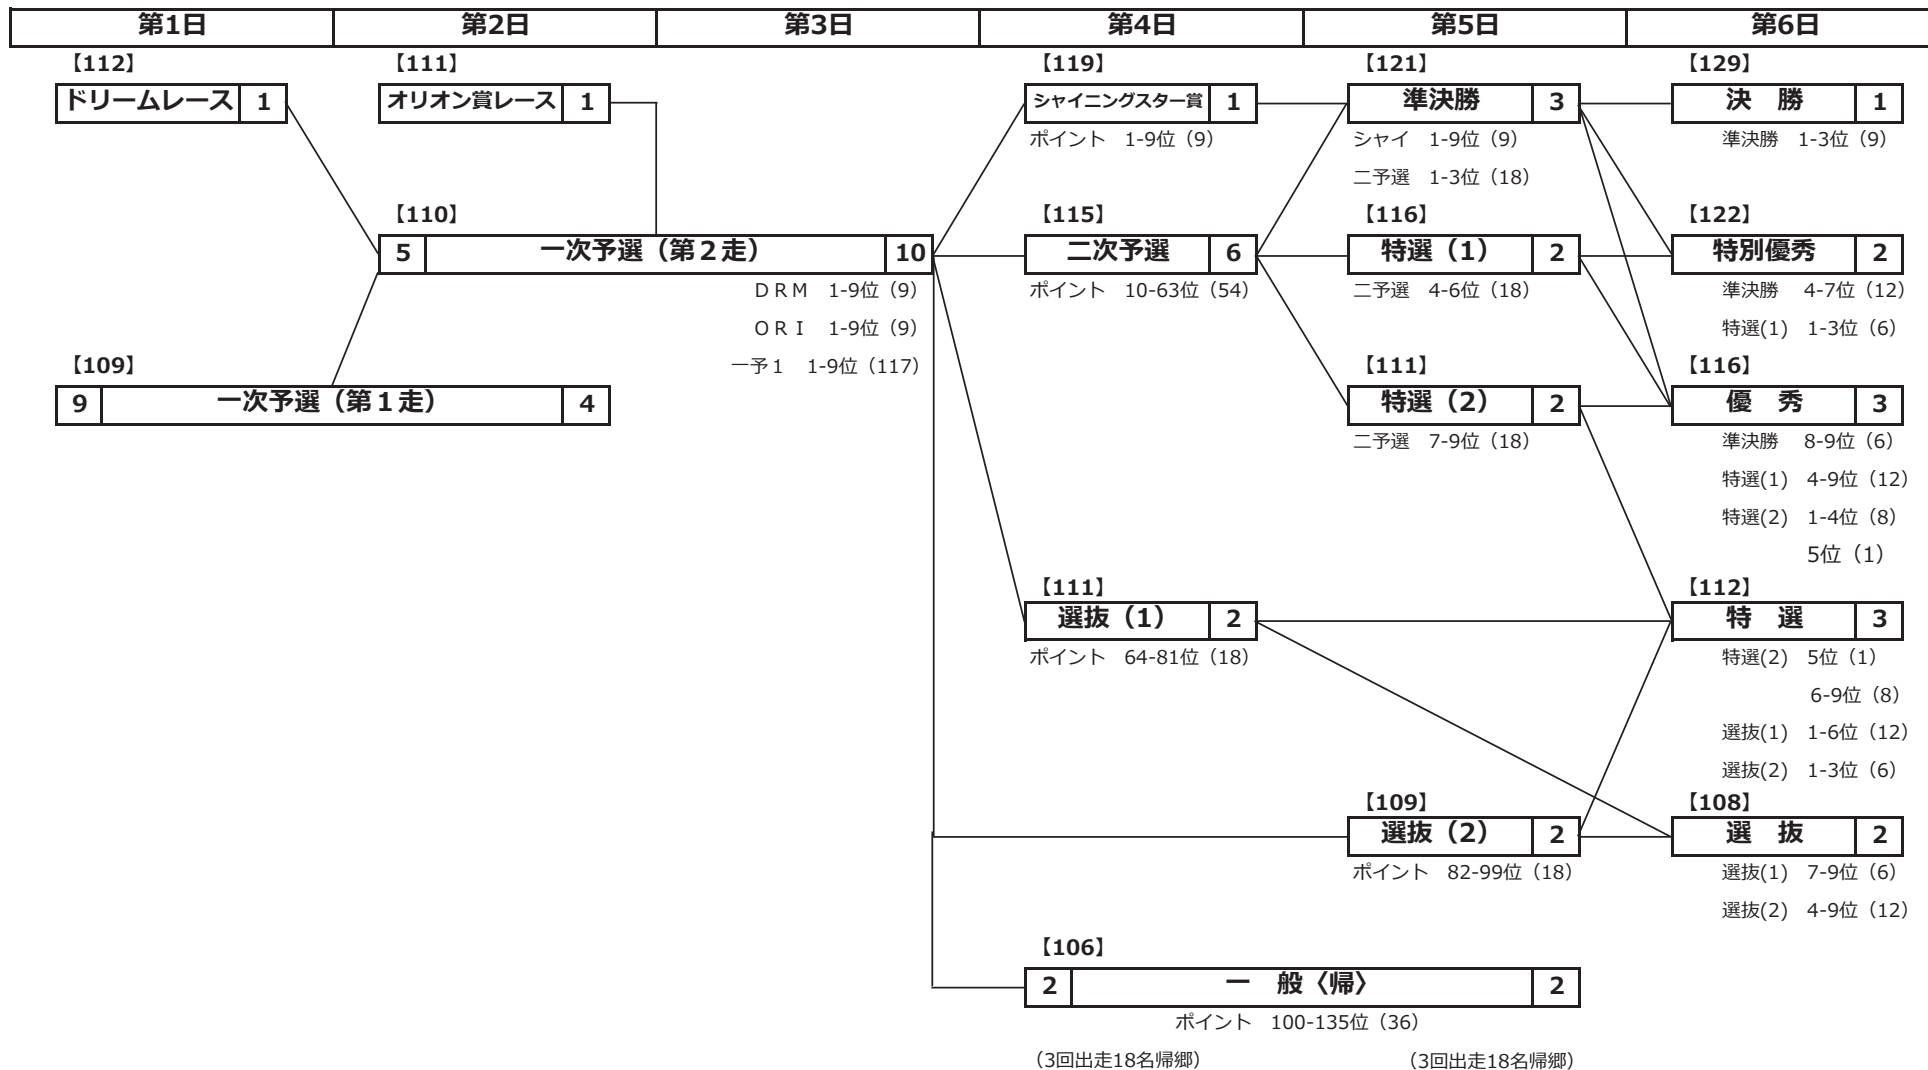 第1日 第2日 第3日 第4日 第5日 第6日
【112】 【111】 【119】 【121】 【129】
ドリームレース 1 オリオン賞レース 1 シャイニングスター賞 1 準決勝 3 決 勝 1
ポイント 1-9位（9） シャイ 1-9位（9） 準決勝 1-3位（9）
二予選 1-3位（18）
【110】 【115】 【116】 【122】
5 一次予選（第２走） 10 二次予選 6 特選（1） 2 特別優秀 2
ＤＲＭ 1-9位（9） ポイント 10-63位（54） 二予選 4-6位（18） 準決勝 4-7位（12）
ＯＲＩ 1-9位（9） 特選(1) 1-3位（6）
【109】 一予１ 1-9位（117） 【111】 【116】
9 一次予選（第１走） 4 特選（2） 2 優 秀 3
二予選 7-9位（18） 準決勝 8-9位（6）
特選(1) 4-9位（12）
特選(2) 1-4位（8）
5位（1）
【111】 【112】
選抜（1） 2 特 選 3
ポイント 64-81位（18） 特選(2) 5位（1）
6-9位（8）
選抜(1) 1-6位（12）
選抜(2) 1-3位（6）
【109】 【108】
選抜（2） 2 選 抜 2
ポイント 82-99位（18） 選抜(1) 7-9位（6）
選抜(2) 4-9位（12）
【106】
2 一 般〈帰〉 2
ポイント 100-135位（36）
（3回出走18名帰郷） （3回出走18名帰郷）